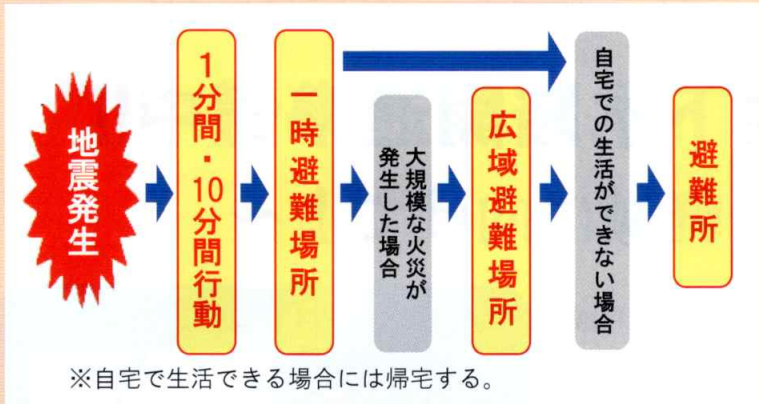 地震発生
1分間・10分間行動
一時避難場所
大規模な火災が
発生した場合
広域避難場所
自宅での生活ができない場合
避難所
※自宅で生活できる場合には帰宅する。